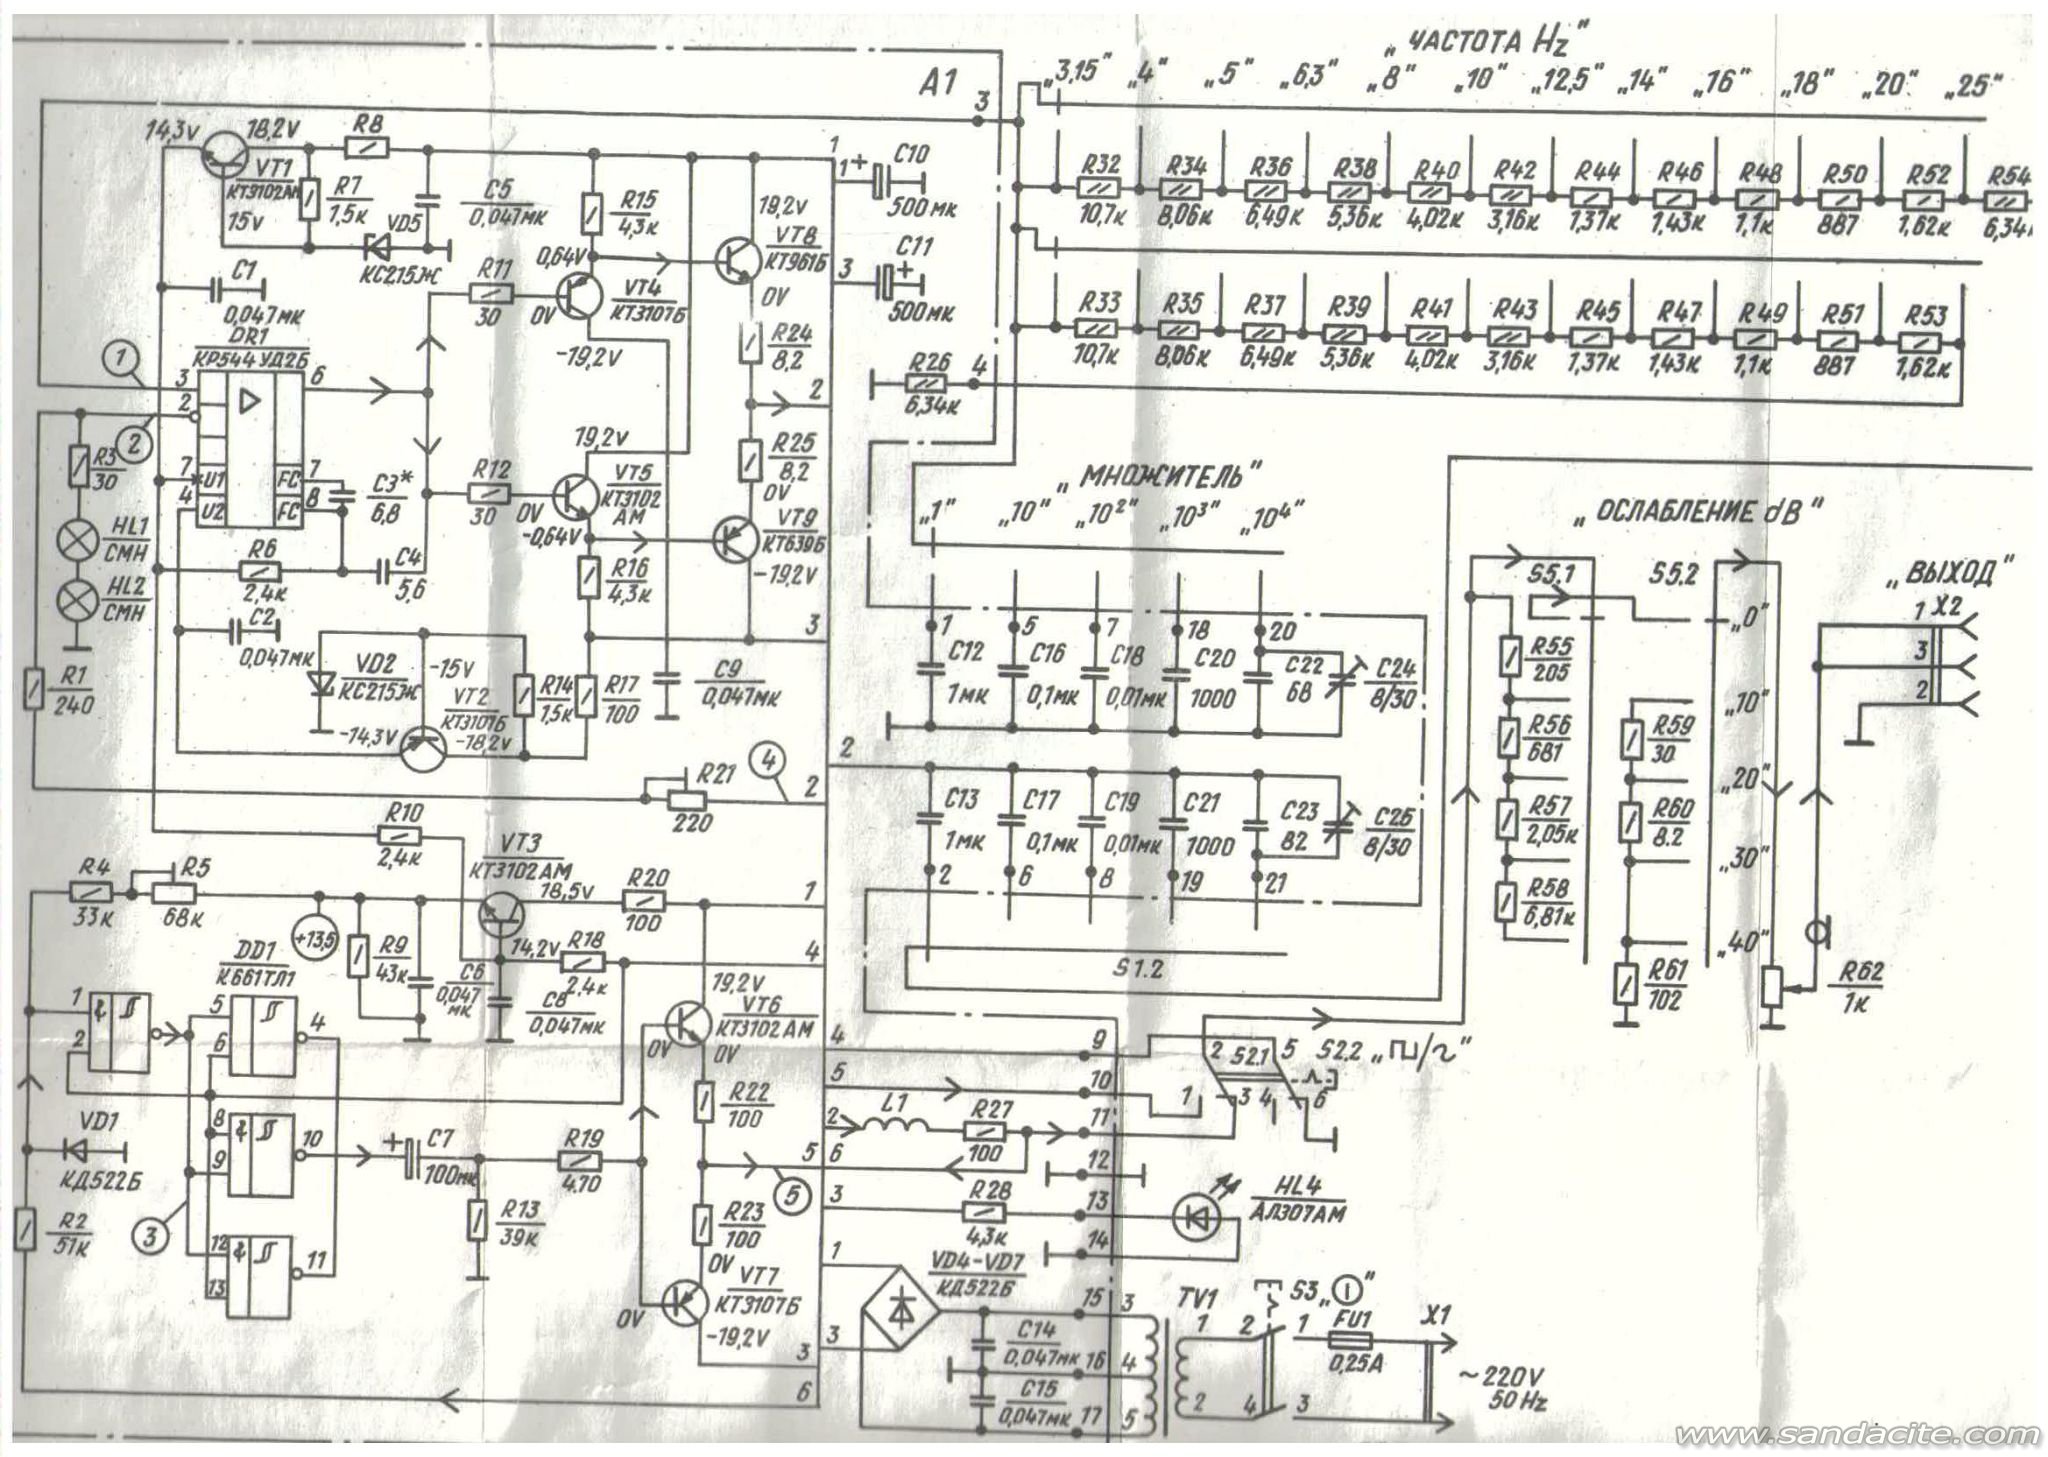 „ЧАСТОТА Hz"
„3,15" „4" „5" „6,3" „8" „10" „12,5" „14" „16" „18" „20" „25"
A1
3
14,3v 18,2v R8
VT1
КТ3102АМ
15v
R7
1,5к
VD5
КС215Ж
C5
0,047мк
R15
4,3к
1
1 + C10
500мк
3 C11
+
500мк
19,2v
VT8
КТ961Б
0V
R24
8.2
2
R25
8.2
0V
VT9
КТ639Б
-19,2v
3
R32 R34 R36 R38 R40 R42 R44 R46 R48 R50 R52 R54
10,7к 8,06к 6,49к 5,36к 4,02к 3,16к 1,37к 1,43к 1,1к 887 1,62к 6,34к
R33 R35 R37 R39 R41 R43 R45 R47 R49 R51 R53
10,7к 8,06к 6,49к 5,36к 4,02к 3,16к 1,37к 1,43к 1,1к 887 1,62к
R26 4
6,34к
C1
0,047мк
DR1
КР544УД2Б
1
3 6
2
2
7 U1 FC 7
4 U2 FC 8
C3*
6,8
R11
30
0,64v
0V
VT4
КТ3107Б
-19,2v
R12
30
19,2v
0V
VT5
КТ3102
АМ
-0,64v
R16
4,3к
R3
30
HL1
СМН
HL2
СМН
R6
2,4к
C4
5,6
C2
0,047мк
R1
240
VD2
КС215Ж
-15v
VT2
КТ3107Б
-14,3v -18,2v
R14
1,5к
R17
100
C9
0,047мк
R21
220
4
2
2
„МНОЖИТЕЛЬ"
„1" „10" „10²" „10³" „10⁴"
1 5 7 18 20
C12 C16 C18 C20 C22 C24
1мк 0,1мк 0,01мк 1000 68 8/30
C13 C17 C19 C21 C23 C26
1мк 0,1мк 0,01мк 1000 82 8/30
2 6 8 19 21
S1.2
„ОСЛАБЛЕНИЕ dB"
S5.1 S5.2
„0"
„10"
„20"
„30"
„40"
R55
205
R56
681
R57
2,05к
R58
6,81к
R59
30
R60
8.2
R61
102
R62
1к
„ВЫХОД"
1 X2
3
2
R10
2,4к
R4
33к
R5
68к
+13,5
VT3
КТ3102АМ
18,5v
14,2v
R20
100
1
R9
43к
C6
0,047
мк
C8
0,047мк
R18
2,4к
4
DD1
К661ТЛ1
1 &
2
5 4
6
8 & 10
9
12 & 11
13
3
VD1
КД522Б
R2
51к
+ C7
100мк
R13
39к
R19
470
19,2v
VT6
КТ3102АМ
0V 0V
R22
100
5
5
R23
100
0V
VT7
КТ3107Б
0V
-19,2v
3
6
4 9
5 10
2 L1 R27 11
100
6 12
3 R28 13
4,3к
14
HL4
АЛ307АМ
2 S2.1 5 S2.2 „⊓⊔/~"
1 3 4 6
1
3
VD4-VD7
КД522Б
C14
0,047мк
C15
0,047мк
15 3
16 4
17 5
TV1
1 2
2 4
S3 „①"
1
3
FU1
0,25А
X1
~220V
50Hz
www.sandacite.com